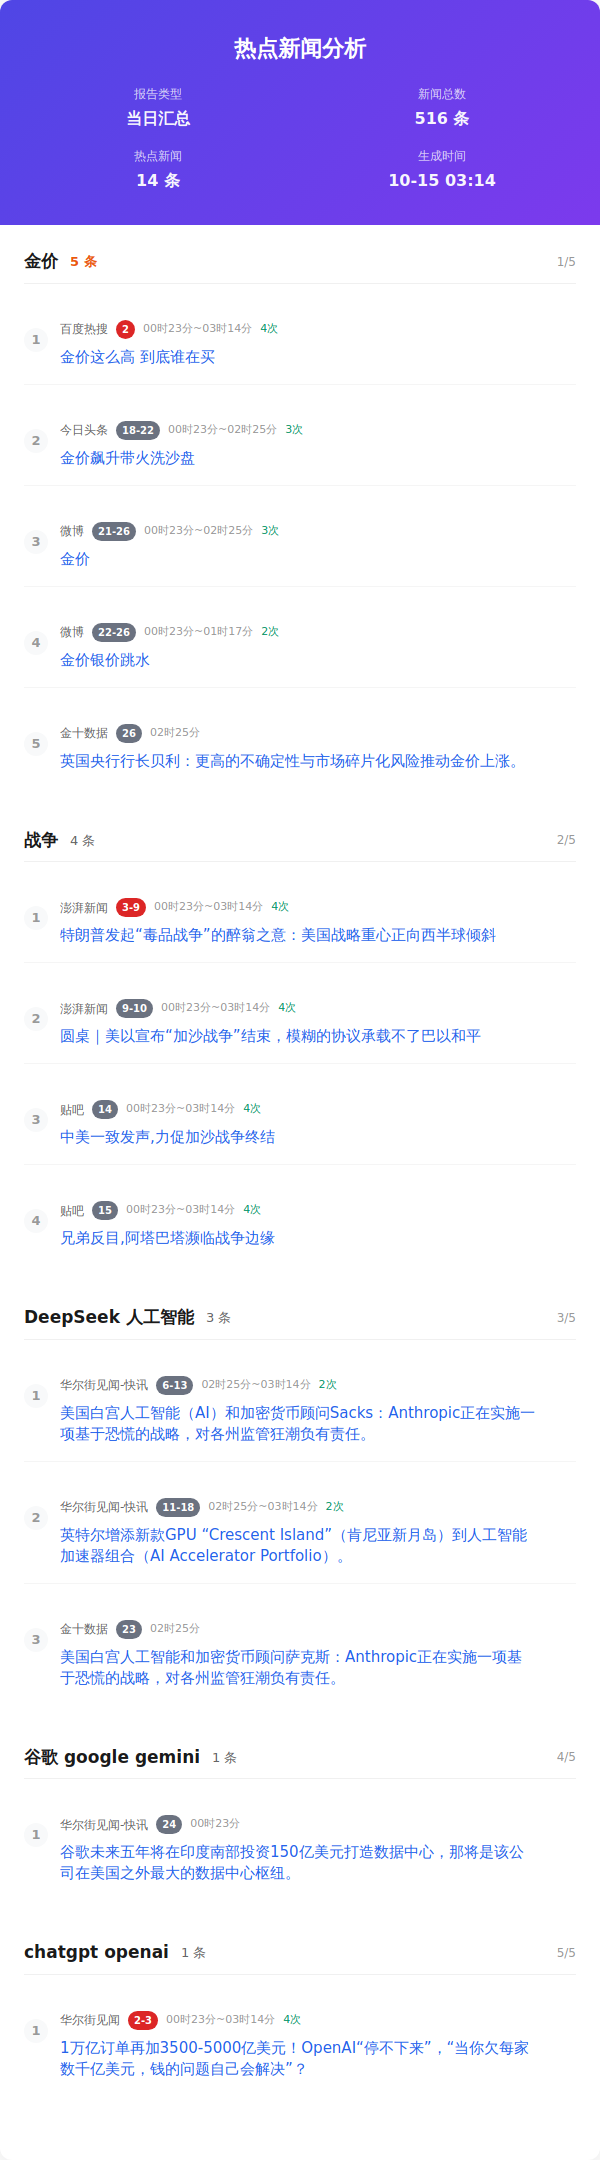 热点新闻分析
报告类型
新闻总数
当日汇总
516 条
热点新闻
生成时间
14 条
10-15 03:14
金价 5 条 1/5
1
百度热搜 2 00时23分~03时14分 4次
金价这么高 到底谁在买
2
今日头条 18-22 00时23分~02时25分 3次
金价飙升带火洗沙盘
3
微博 21-26 00时23分~02时25分 3次
金价
4
微博 22-26 00时23分~01时17分 2次
金价银价跳水
5
金十数据 26 02时25分
英国央行行长贝利：更高的不确定性与市场碎片化风险推动金价上涨。
战争 4 条 2/5
1
澎湃新闻 3-9 00时23分~03时14分 4次
特朗普发起“毒品战争”的醉翁之意：美国战略重心正向西半球倾斜
2
澎湃新闻 9-10 00时23分~03时14分 4次
圆桌｜美以宣布“加沙战争”结束，模糊的协议承载不了巴以和平
3
贴吧 14 00时23分~03时14分 4次
中美一致发声,力促加沙战争终结
4
贴吧 15 00时23分~03时14分 4次
兄弟反目,阿塔巴塔濒临战争边缘
DeepSeek 人工智能 3 条 3/5
1
华尔街见闻-快讯 6-13 02时25分~03时14分 2次
美国白宫人工智能（AI）和加密货币顾问Sacks：Anthropic正在实施一
项基于恐慌的战略，对各州监管狂潮负有责任。
2
华尔街见闻-快讯 11-18 02时25分~03时14分 2次
英特尔增添新款GPU “Crescent Island”（肯尼亚新月岛）到人工智能
加速器组合（AI Accelerator Portfolio）。
3
金十数据 23 02时25分
美国白宫人工智能和加密货币顾问萨克斯：Anthropic正在实施一项基
于恐慌的战略，对各州监管狂潮负有责任。
谷歌 google gemini 1 条 4/5
1
华尔街见闻-快讯 24 00时23分
谷歌未来五年将在印度南部投资150亿美元打造数据中心，那将是该公
司在美国之外最大的数据中心枢纽。
chatgpt openai 1 条 5/5
1
华尔街见闻 2-3 00时23分~03时14分 4次
1万亿订单再加3500-5000亿美元！OpenAI“停不下来”，“当你欠每家
数千亿美元，钱的问题自己会解决”？